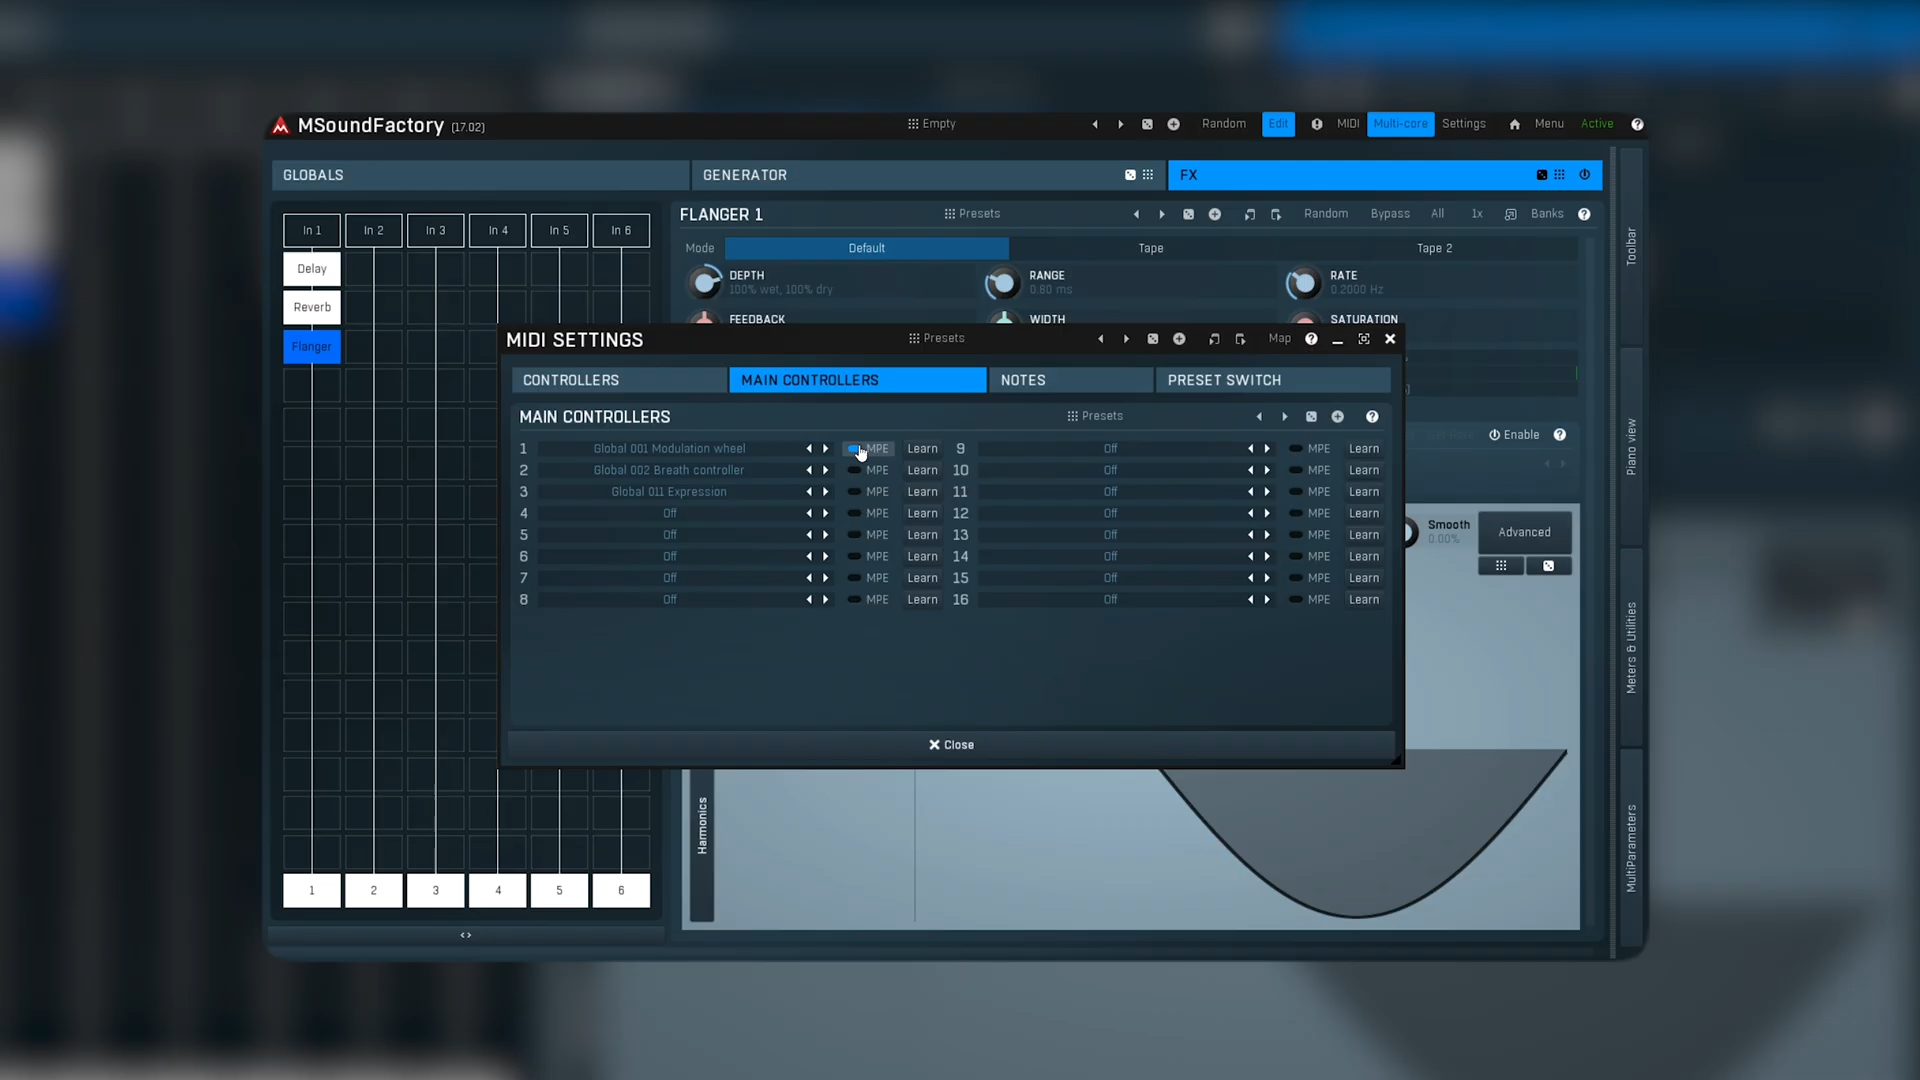 MSoundFactory (17.02) Empty Random Edit MIDI Multi-core Settings Menu Active
GLOBALS GENERATOR FX
In 1 In 2 In 3 In 4 In 5 In 6
Delay
Reverb
Flanger
FLANGER 1 Presets Random Bypass All 1x Banks
Mode Default Tape Tape 2
DEPTH RANGE RATE
100% wet, 100% dry 0.80 ms 0.2000 Hz
FEEDBACK WIDTH SATURATION
MIDI SETTINGS Presets Map
CONTROLLERS MAIN CONTROLLERS NOTES PRESET SWITCH
MAIN CONTROLLERS Presets
1 Global 001 Modulation wheel MPE Learn 9 Off MPE Learn
2 Global 002 Breath controller MPE Learn 10 Off MPE Learn
3 Global 011 Expression MPE Learn 11 Off MPE Learn
4 Off MPE Learn 12 Off MPE Learn
5 Off MPE Learn 13 Off MPE Learn
6 Off MPE Learn 14 Off MPE Learn
7 Off MPE Learn 15 Off MPE Learn
8 Off MPE Learn 16 Off MPE Learn
Close
Enable
Smooth
0.00%
Advanced
Harmonics
1 2 3 4 5 6
Toolbar
Piano view
Meters & Utilities
MultiParameters